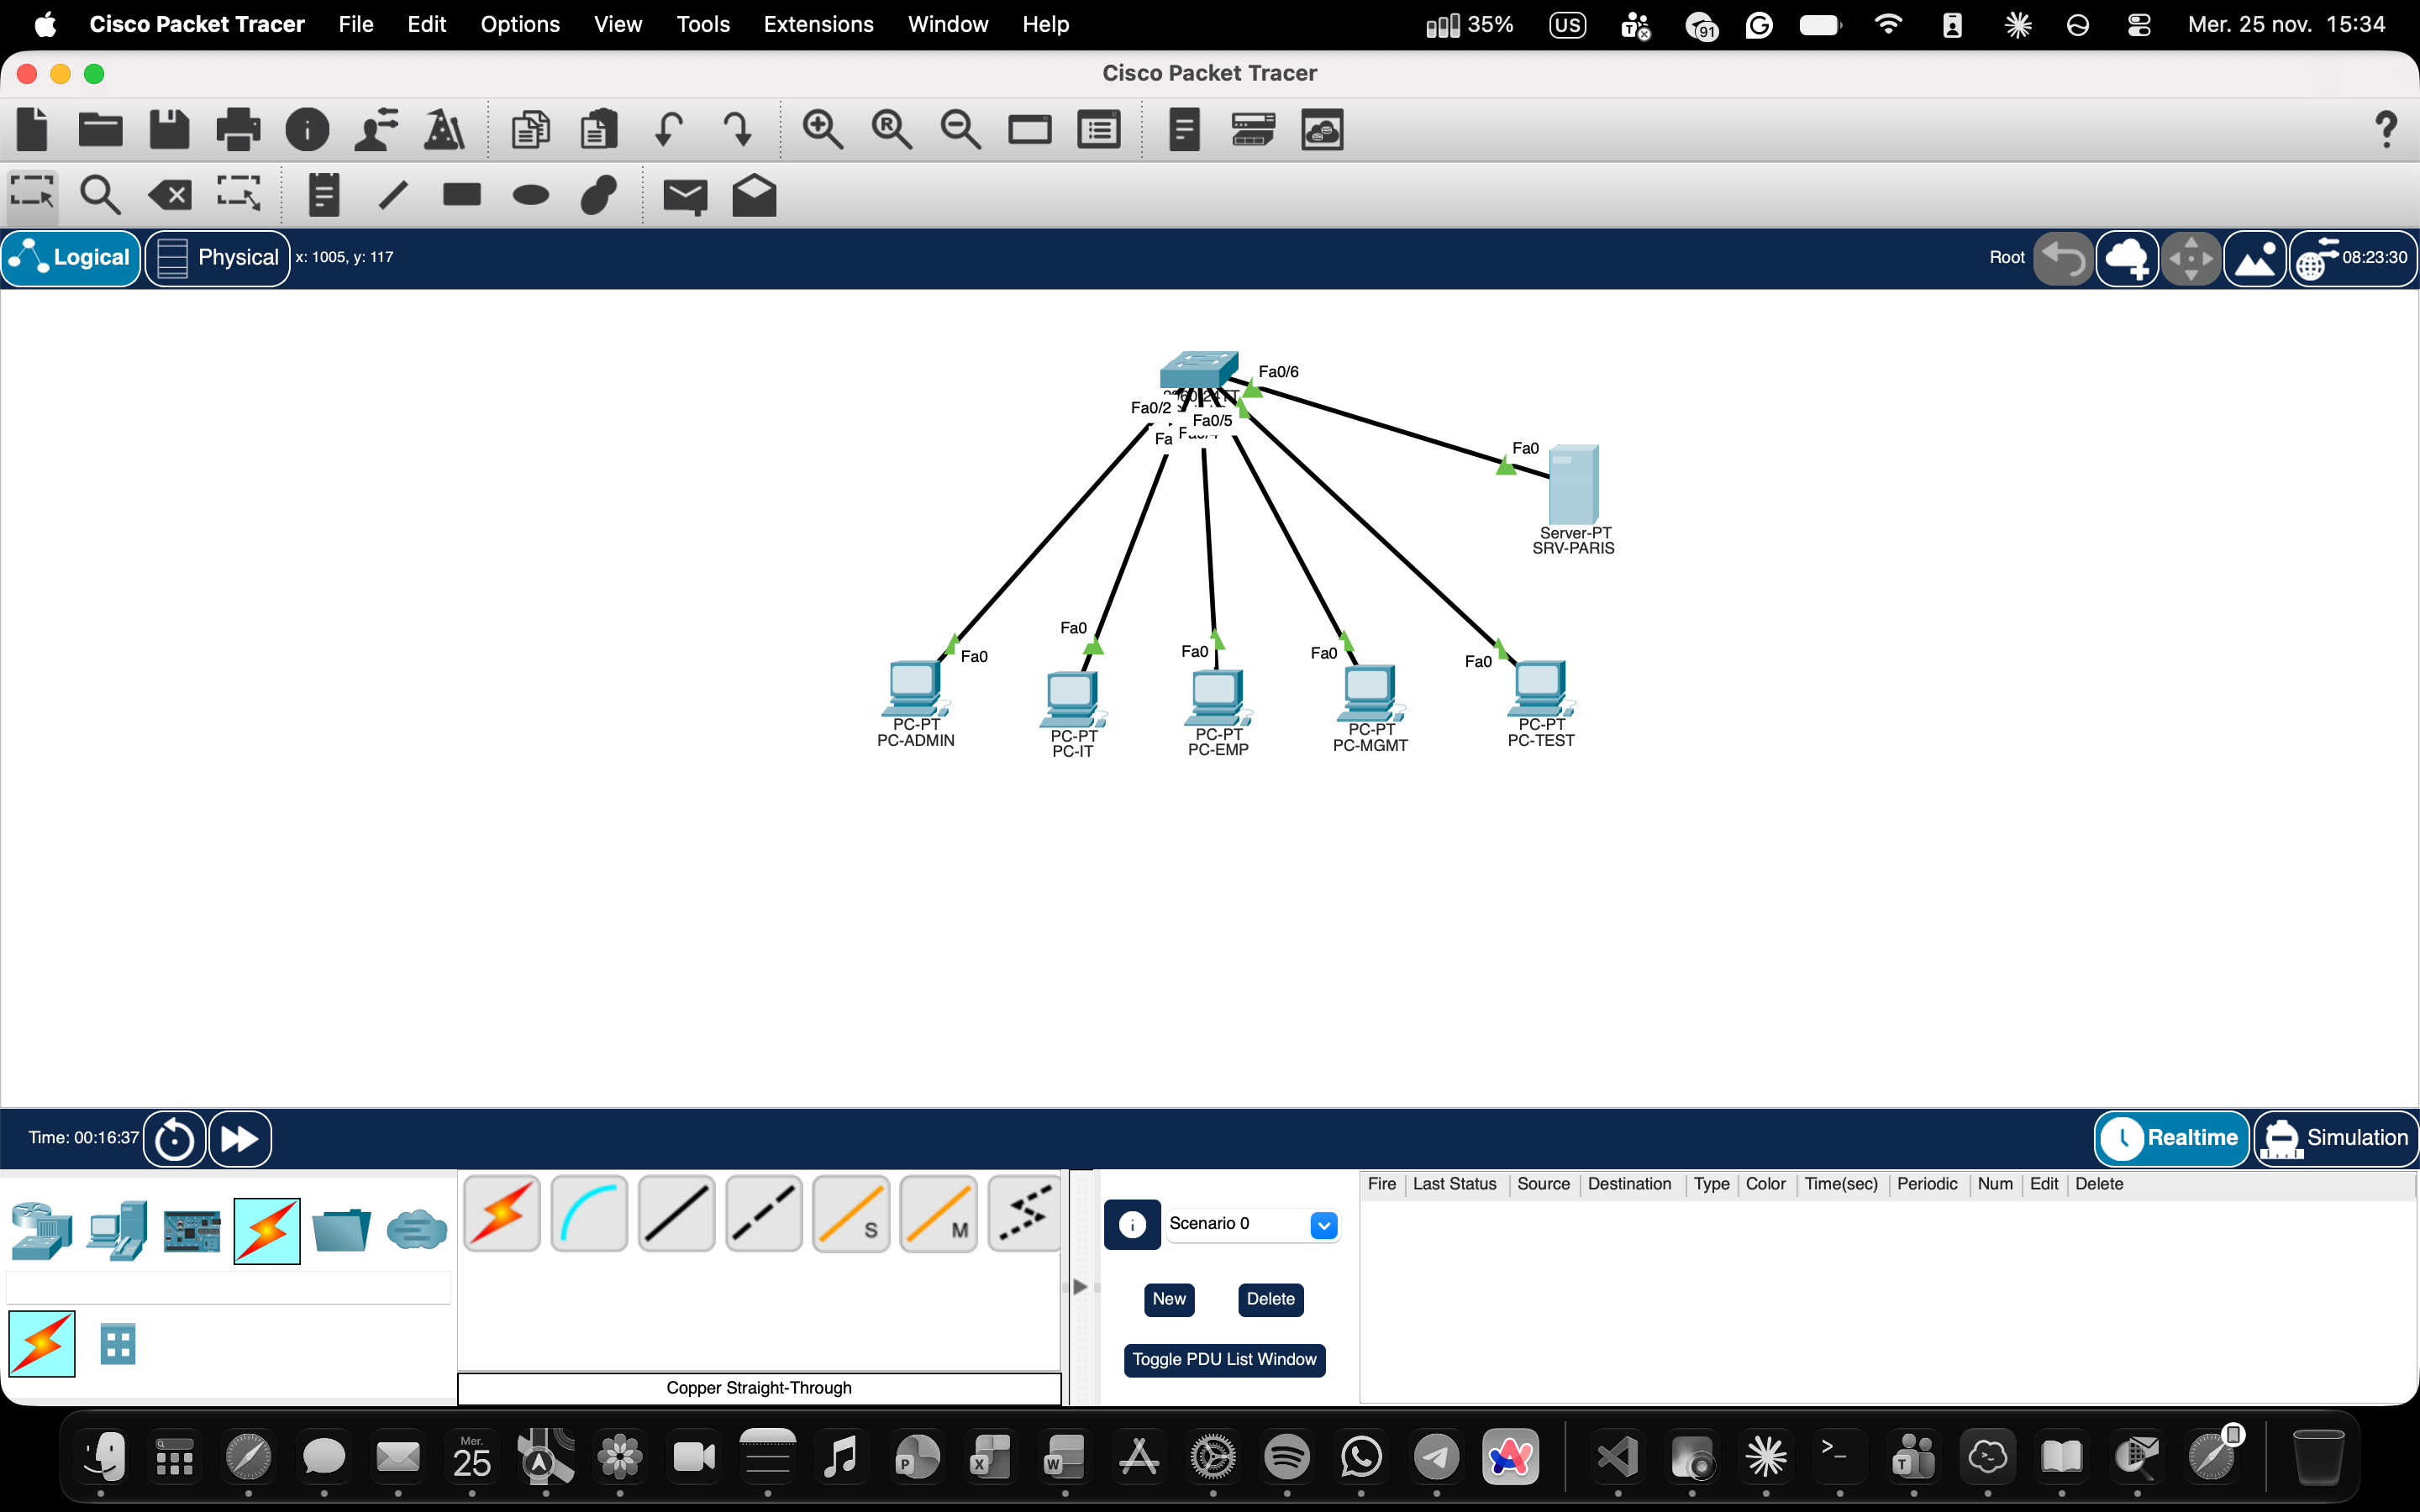 Cisco Packet Tracer File Edit Options View Tools Extensions Window Help 35% US 91 Mer. 25 nov. 15:34
Cisco Packet Tracer
Logical Physical x: 1005, y: 117 Root 08:23:30
Fa0/6
Fa0/2
Fa0/5
Fa
Fa0
Server-PT
SRV-PARIS
Fa0
Fa0
Fa0
Fa0
Fa0
PC-PT
PC-ADMIN
PC-PT
PC-IT
PC-PT
PC-EMP
PC-PT
PC-MGMT
PC-PT
PC-TEST
Time: 00:16:37 Realtime Simulation
Fire Last Status Source Destination Type Color Time(sec) Periodic Num Edit Delete
S M
Scenario 0
New Delete
Toggle PDU List Window
Copper Straight-Through
Mer.
25
P X W T